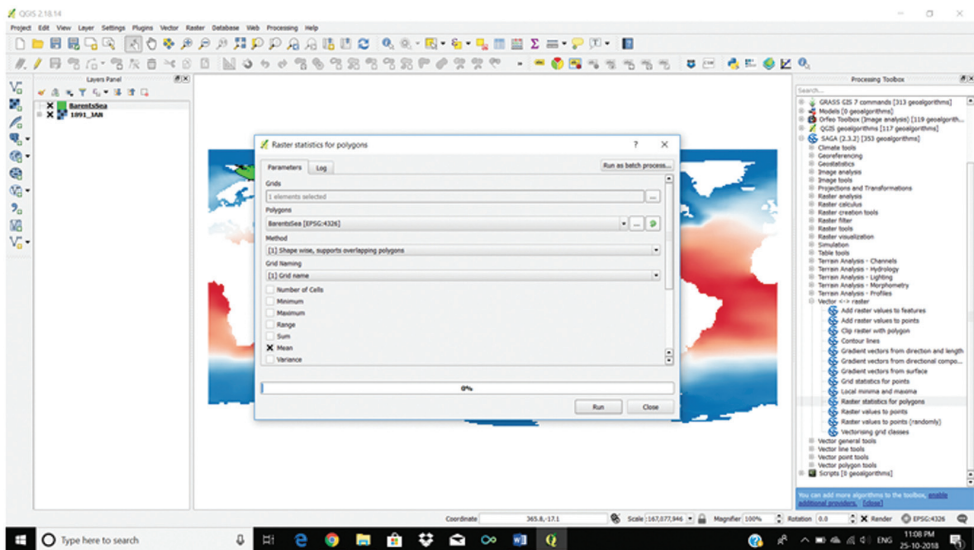 QGIS 2.18.14
Project Edit View Layer Settings Plugins Vector Raster Database Web Processing Help
Layers Panel
BarentsSea
1891_JAN
Raster statistics for polygons
? X
Parameters Log Run as batch process...
Grids
1 elements selected ...
Polygons
BarentsSea [EPSG:4326] ...
Method
[1] Shape wise, supports overlapping polygons
Grid Naming
[1] Grid name
Number of Cells
Minimum
Maximum
Range
Sum
Mean
Variance
0%
Run Close
Processing Toolbox
Search...
GRASS GIS 7 commands [313 geoalgorithms]
Models [0 geoalgorithms]
Orfeo Toolbox (Image analysis) [119 geoalgorith...
QGIS geoalgorithms [117 geoalgorithms]
SAGA (2.3.2) [353 geoalgorithms]
Climate tools
Georeferencing
Geostatistics
Image analysis
Image tools
Projections and Transformations
Raster analysis
Raster calculus
Raster creation tools
Raster filter
Raster tools
Raster visualization
Simulation
Table tools
Terrain Analysis - Channels
Terrain Analysis - Hydrology
Terrain Analysis - Lighting
Terrain Analysis - Morphometry
Terrain Analysis - Profiles
Vector <-> raster
Add raster values to features
Add raster values to points
Clip raster with polygon
Contour lines
Gradient vectors from direction and length
Gradient vectors from directional compo...
Gradient vectors from surface
Grid statistics for points
Local minima and maxima
Raster statistics for polygons
Raster values to points
Raster values to points (randomly)
Vectorising grid classes
Vector general tools
Vector line tools
Vector point tools
Vector polygon tools
Scripts [0 geoalgorithms]
You can add more algorithms to the toolbox, enable
additional providers. [close]
Coordinate 365.8,-17.1 Scale 1:167,077,946 Magnifier 100% Rotation 0.0 Render EPSG:4326
Type here to search
ENG
11:08 PM
25-10-2018